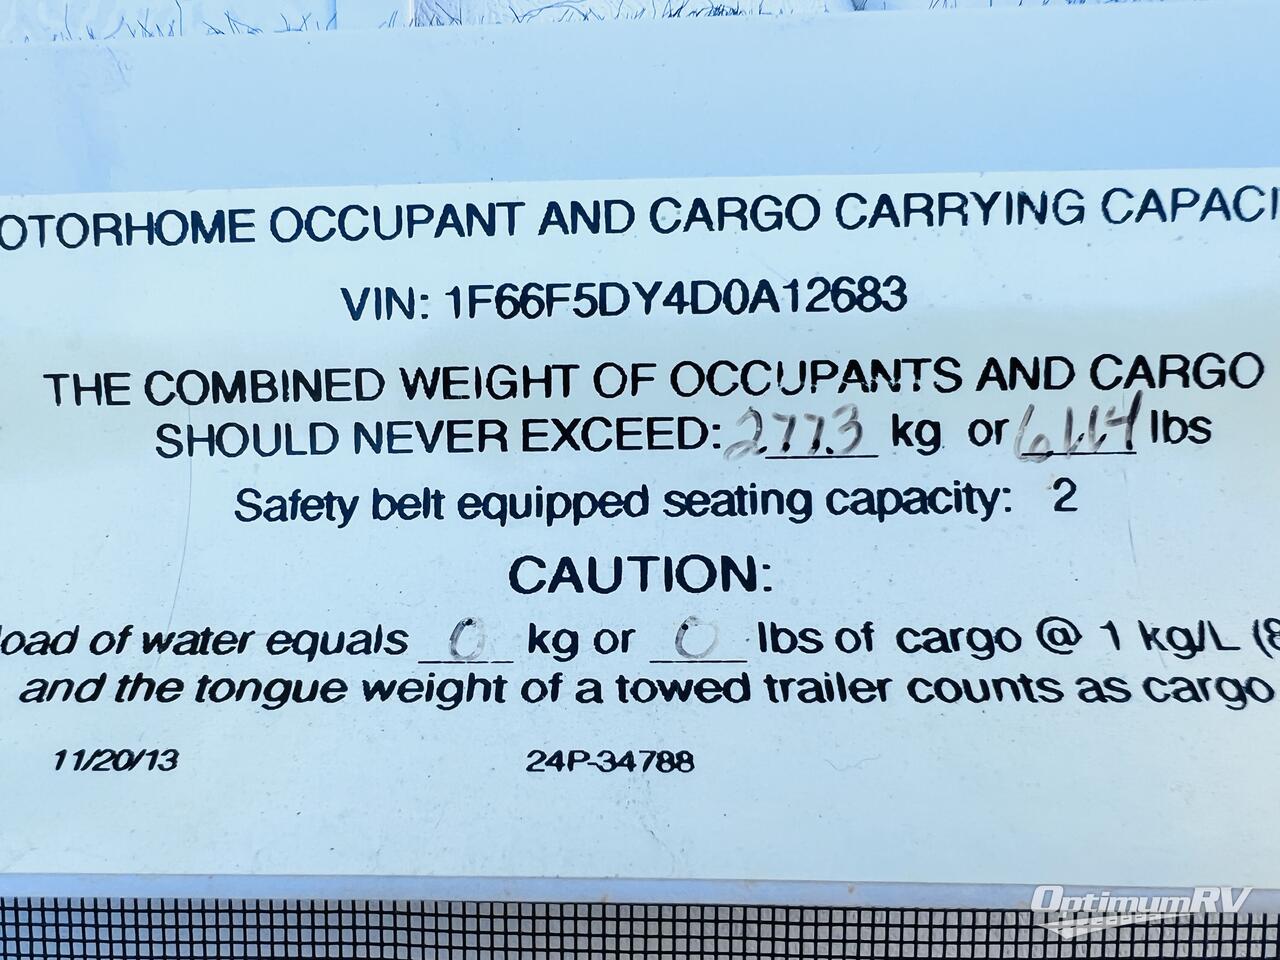 OTORHOME OCCUPANT AND CARGO CARRYING CAPACI
VIN: 1F66F5DY4D0A12683
THE COMBINED WEIGHT OF OCCUPANTS AND CARGO
SHOULD NEVER EXCEED: 2773 kg or 6114 lbs
Safety belt equipped seating capacity: 2
CAUTION:
load of water equals 0 kg or 0 lbs of cargo @ 1 kg/L (8
and the tongue weight of a towed trailer counts as cargo
11/20/13 24P-34788
OptimumRV